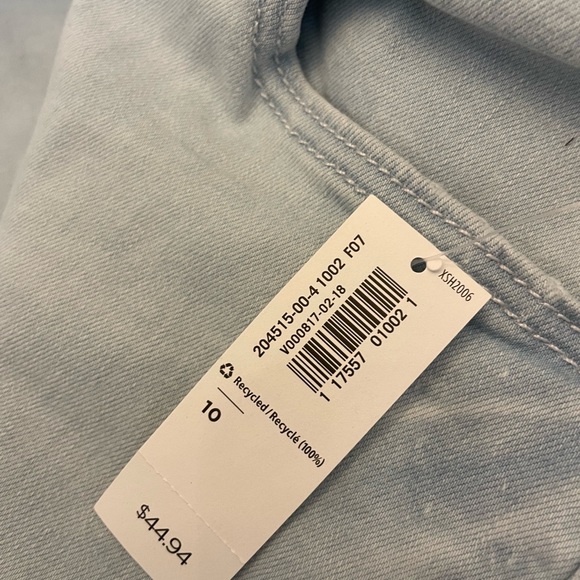 XSH2006
204515-00-4 1002 F07
V000817-02-18
1 17557 01002 1
Recycled / Recyclé (100%)
10
$44.94